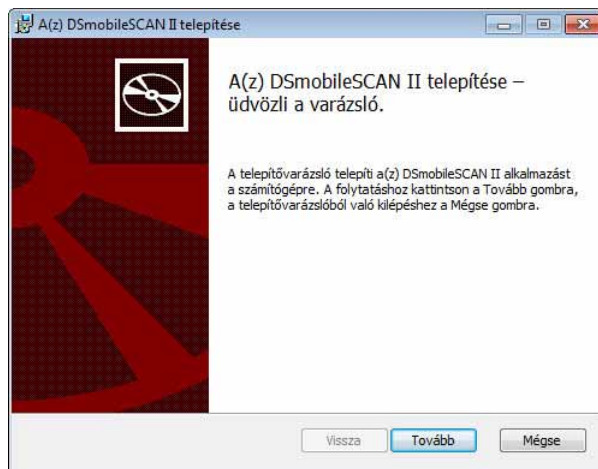 A(z) DSmobileSCAN II telepítése
A(z) DSmobileSCAN II telepítése –
üdvözli a varázsló.
A telepítővarázsló telepíti a(z) DSmobileSCAN II alkalmazást
a számítógépre. A folytatáshoz kattintson a Tovább gombra,
a telepítővarázslóból való kilépéshez a Mégse gombra.
Vissza
Tovább
Mégse